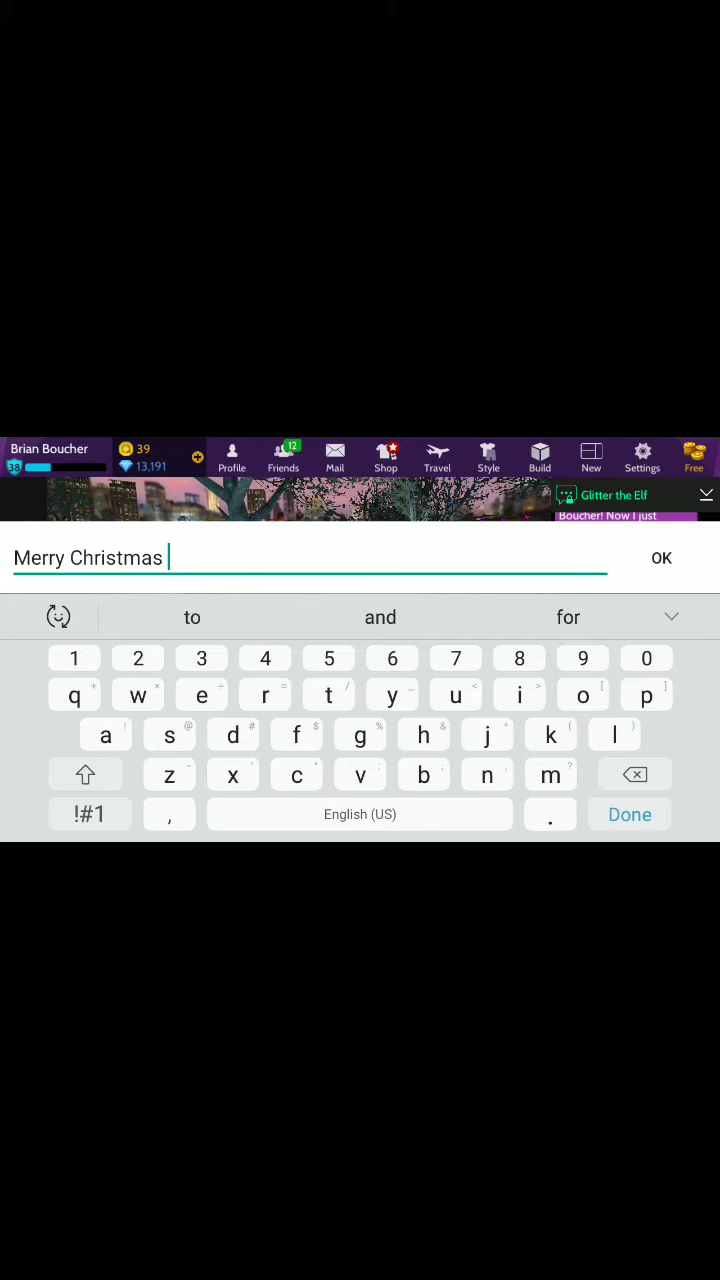 Brian Boucher
38
39
13,191
12
Profile Friends Mail Shop Travel Style Build New Settings Free
Glitter the Elf
Boucher! Now I just
Merry Christmas
OK
to and for
1 2 3 4 5 6 7 8 9 0
q + w × e ÷ r = t / y _ u < i > o [ p ]
a ! s @ d # f $ g % h & j * k ( l )
z - x ' c " v : b ; n , m ?
!#1 , English (US) . Done